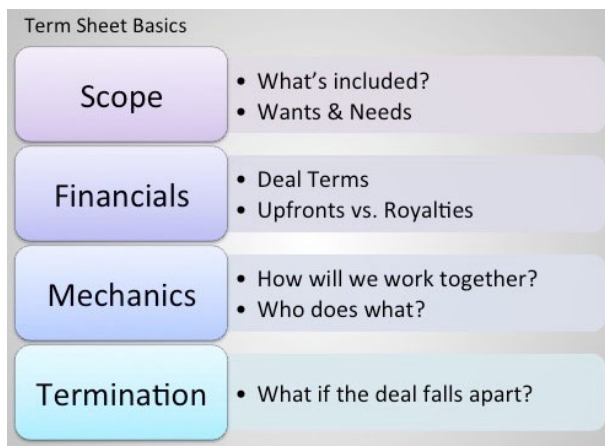 Term Sheet Basics
Scope
• What's included?
• Wants & Needs
Financials
• Deal Terms
• Upfronts vs. Royalties
Mechanics
• How will we work together?
• Who does what?
Termination
• What if the deal falls apart?